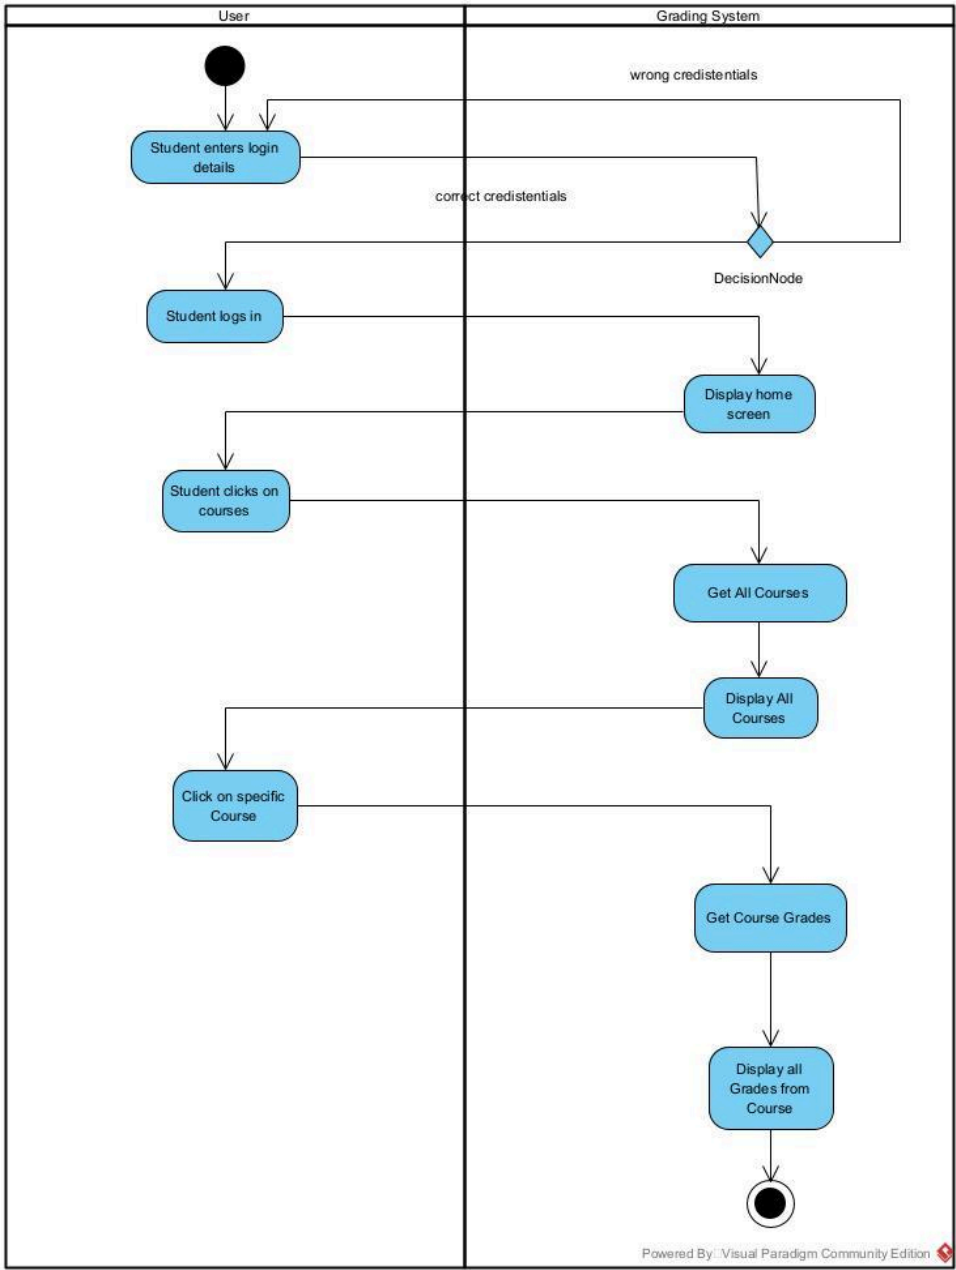 User
Grading System
wrong credistentials
Student enters login
details
correct credistentials
DecisionNode
Student logs in
Display home
screen
Student clicks on
courses
Get All Courses
Display All
Courses
Click on specific
Course
Get Course Grades
Display all
Grades from
Course
Powered By Visual Paradigm Community Edition